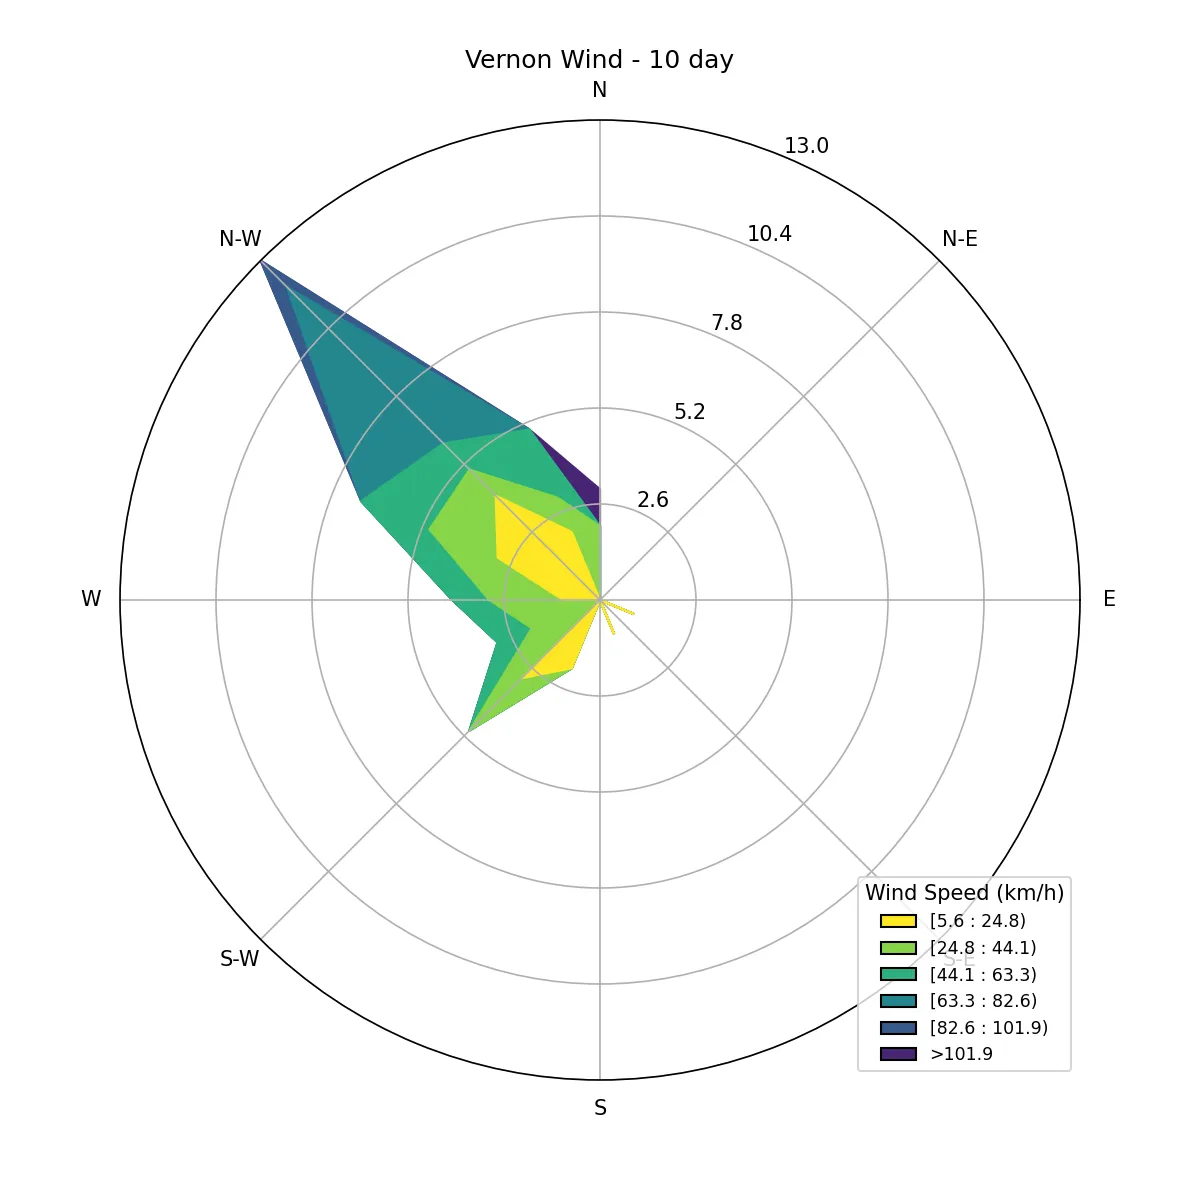 Vernon Wind - 10 day
N
13.0
10.4
N-W
N-E
7.8
5.2
2.6
W
E
Wind Speed (km/h)
[5.6 : 24.8)
[24.8 : 44.1)
S-W
S-E
[44.1 : 63.3)
[63.3 : 82.6)
[82.6 : 101.9)
>101.9
S